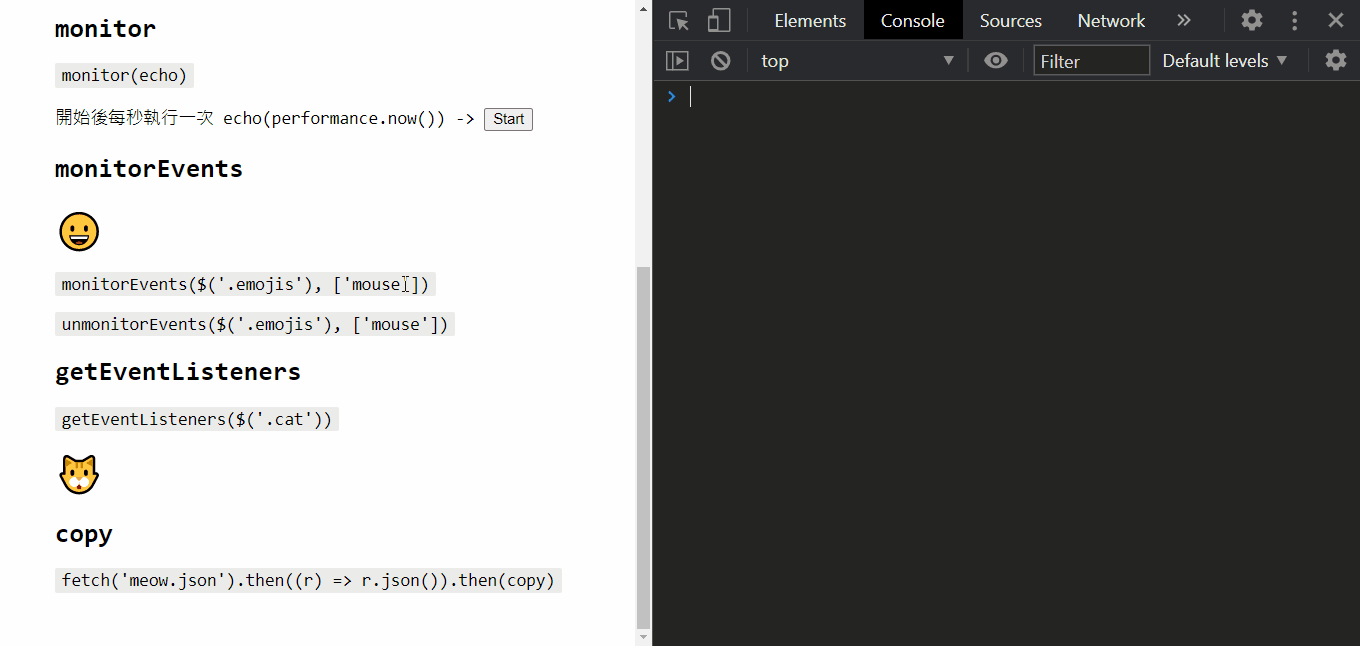 monitor
monitor(echo)
開始後每秒執行一次 echo(performance.now()) -> Start
monitorEvents
monitorEvents($('.emojis'), ['mouse'])
unmonitorEvents($('.emojis'), ['mouse'])
getEventListeners
getEventListeners($('.cat'))
copy
fetch('meow.json').then((r) => r.json()).then(copy)
Elements Console Sources Network »
top ▼ Filter Default levels ▼
>